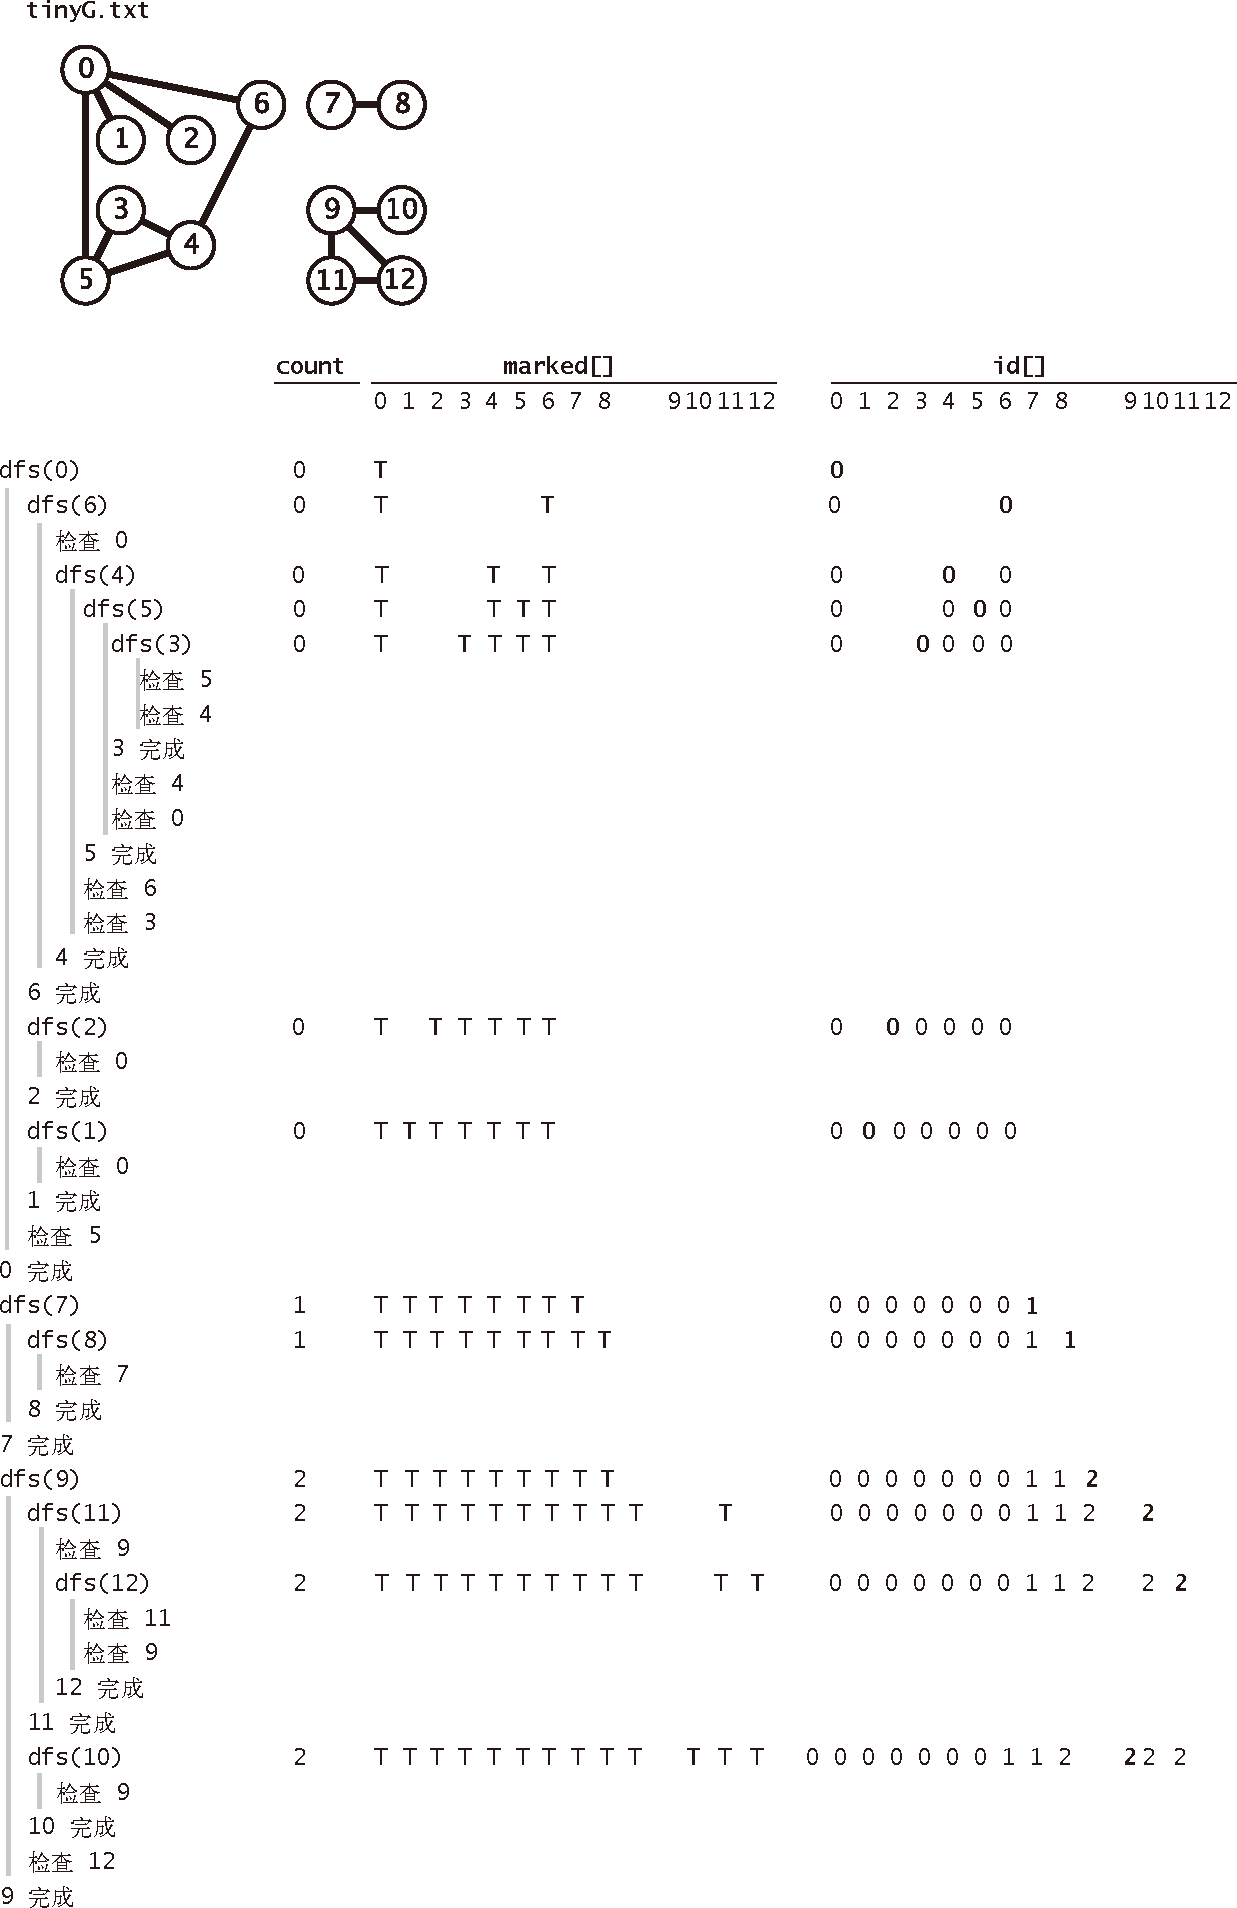 tinyG.txt
0
6 7 8
1 2
3 9 10
4
5 11 12
count marked[] id[]
0 1 2 3 4 5 6 7 8 9 10 11 12 0 1 2 3 4 5 6 7 8 9 10 11 12
dfs(0) 0 T 0
dfs(6) 0 T T 0 0
检查 0
dfs(4) 0 T T T 0 0 0
dfs(5) 0 T T T T 0 0 0 0
dfs(3) 0 T T T T T 0 0 0 0 0
检查 5
检查 4
3 完成
检查 4
检查 0
5 完成
检查 6
检查 3
4 完成
6 完成
dfs(2) 0 T T T T T T 0 0 0 0 0 0
检查 0
2 完成
dfs(1) 0 T T T T T T T 0 0 0 0 0 0 0
检查 0
1 完成
检查 5
0 完成
dfs(7) 1 T T T T T T T T 0 0 0 0 0 0 0 1
dfs(8) 1 T T T T T T T T T 0 0 0 0 0 0 0 1 1
检查 7
8 完成
7 完成
dfs(9) 2 T T T T T T T T T 0 0 0 0 0 0 0 1 1 2
dfs(11) 2 T T T T T T T T T T T 0 0 0 0 0 0 0 1 1 2 2
检查 9
dfs(12) 2 T T T T T T T T T T T T 0 0 0 0 0 0 0 1 1 2 2 2
检查 11
检查 9
12 完成
11 完成
dfs(10) 2 T T T T T T T T T T T T T 0 0 0 0 0 0 0 1 1 2 2 2 2
检查 9
10 完成
检查 12
9 完成